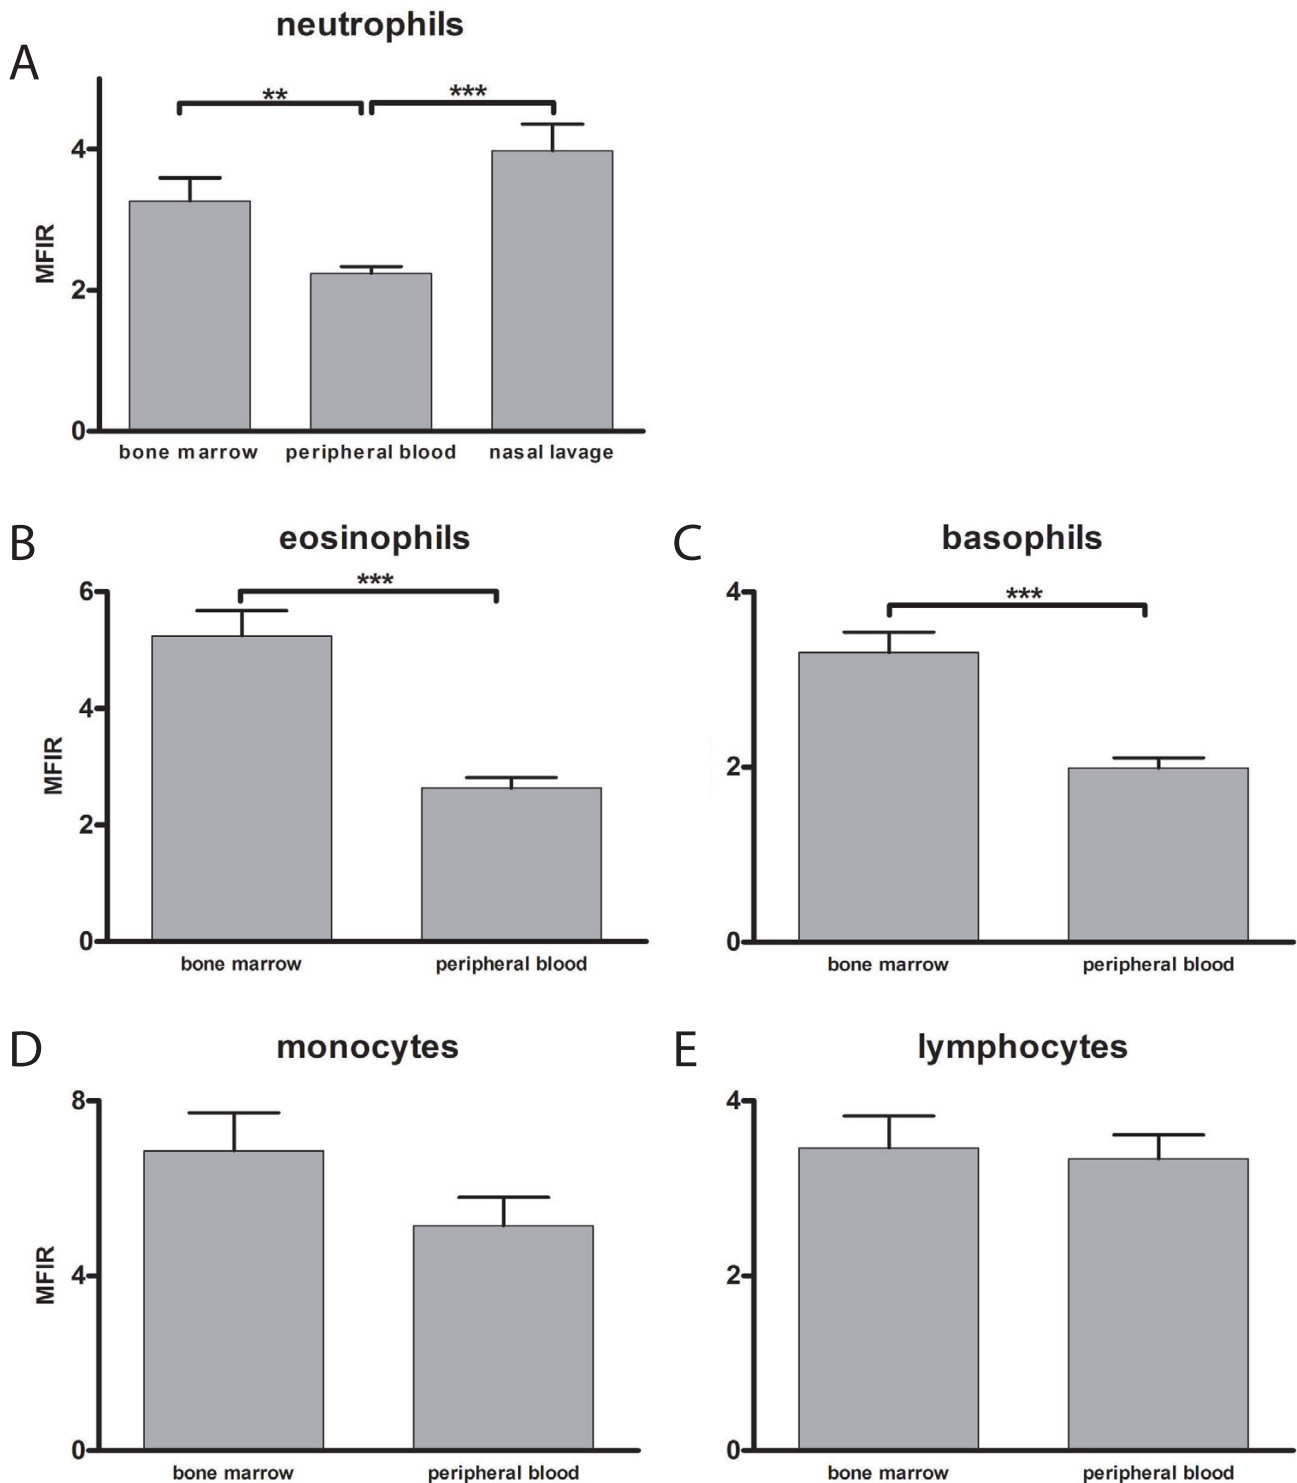 neutrophils
A
** ***
4
MFIR
2
0
bone marrow peripheral blood nasal lavage
B eosinophils
***
6
4
MFIR
2
0
bone marrow peripheral blood
C basophils
***
4
2
0
bone marrow peripheral blood
D monocytes
8
MFIR
4
0
bone marrow peripheral blood
E lymphocytes
4
2
0
bone marrow peripheral blood